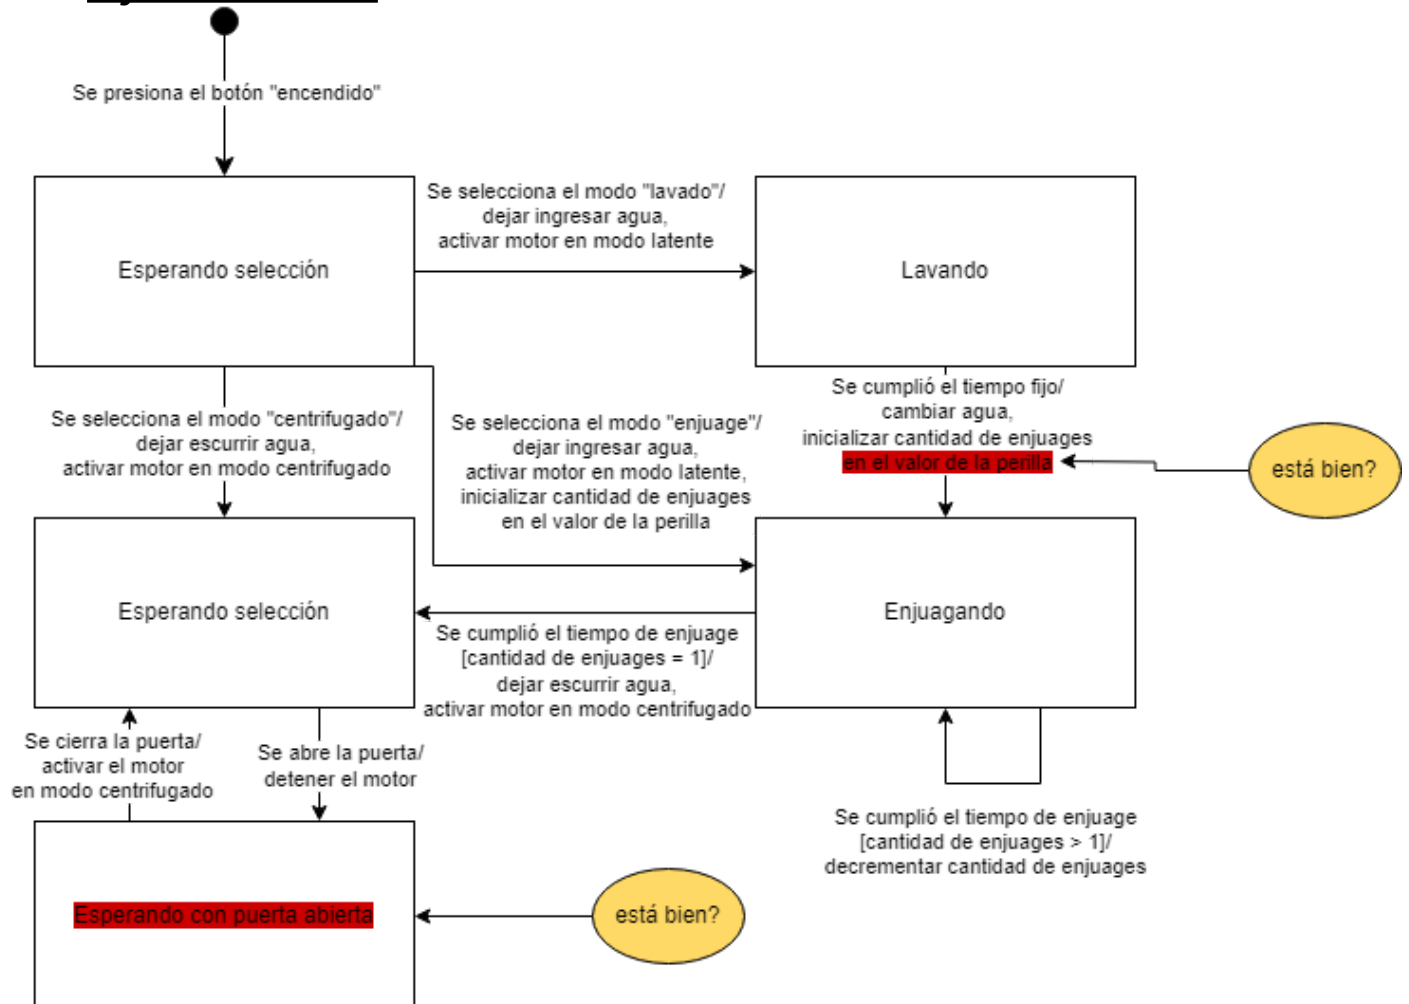 Se presiona el botón "encendido"
Se selecciona el modo "lavado"/
dejar ingresar agua,
activar motor en modo latente
Esperando selección
Lavando
Se cumplió el tiempo fijo/
cambiar agua,
inicializar cantidad de enjuages
en el valor de la perilla
está bien?
Se selecciona el modo "centrifugado"/
dejar escurrir agua,
activar motor en modo centrifugado
Se selecciona el modo "enjuage"/
dejar ingresar agua,
activar motor en modo latente,
inicializar cantidad de enjuages
en el valor de la perilla
Esperando selección
Enjuagando
Se cumplió el tiempo de enjuage
[cantidad de enjuages = 1]/
dejar escurrir agua,
activar motor en modo centrifugado
Se cierra la puerta/
activar el motor
en modo centrifugado
Se abre la puerta/
detener el motor
Se cumplió el tiempo de enjuage
[cantidad de enjuages > 1]/
decrementar cantidad de enjuages
Esperando con puerta abierta
está bien?